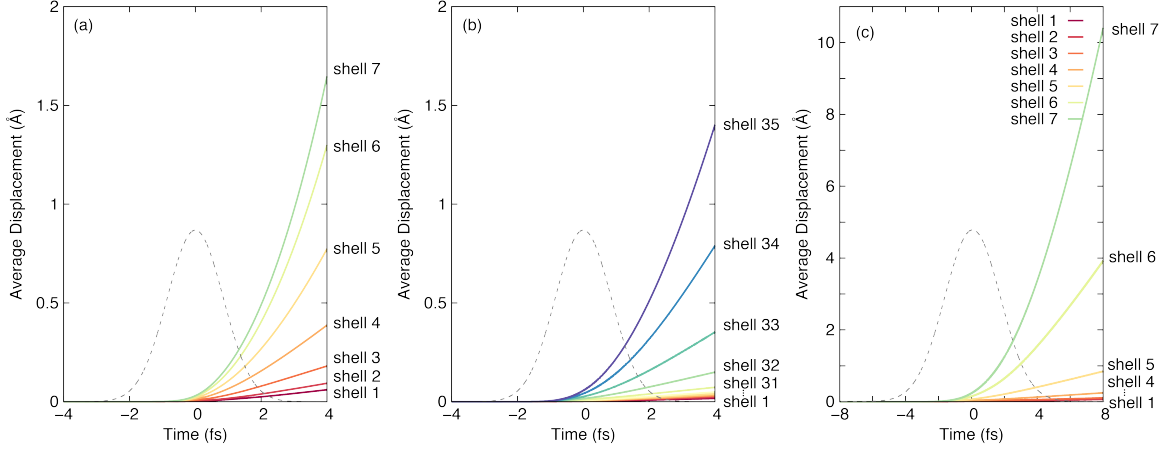 (a)
2
1.5
1
0.5
0
−4
−2
0
2
4
Time (fs)
Average Displacement (Å)
shell 7
shell 6
shell 5
shell 4
shell 3
shell 2
shell 1
(b)
2
1.5
1
0.5
0
−4
−2
0
2
4
Time (fs)
Average Displacement (Å)
shell 35
shell 34
shell 33
shell 32
shell 31
shell 1
(c)
10
8
6
4
2
0
−8
−4
0
4
8
Time (fs)
Average Displacement (Å)
shell 1
shell 2
shell 3
shell 4
shell 5
shell 6
shell 7
shell 7
shell 6
shell 5
shell 4
shell 1